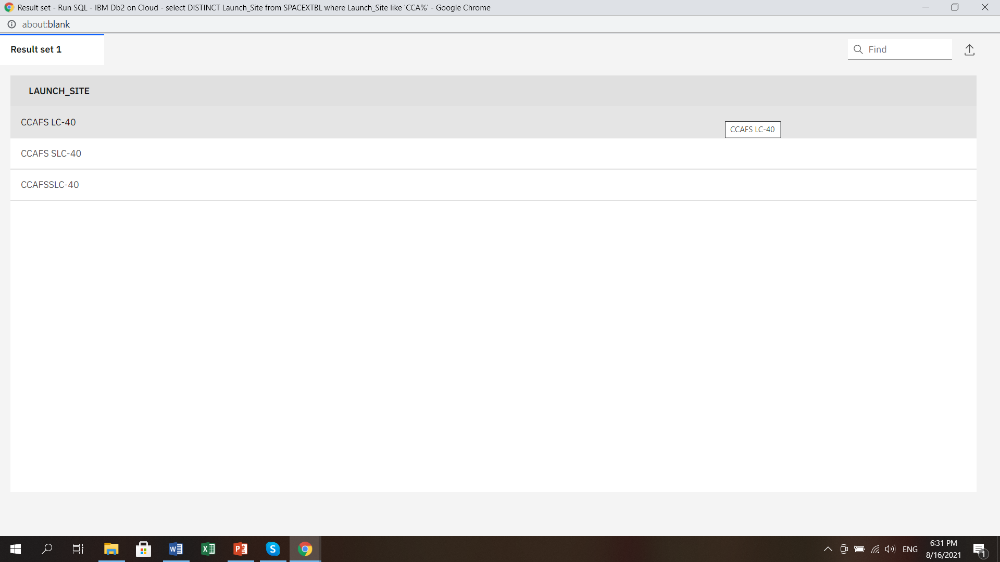 Result set - Run SQL - IBM Db2 on Cloud - select DISTINCT Launch_Site from SPACEXTBL where Launch_Site like 'CCA%' - Google Chrome
about:blank
Result set 1
Find
LAUNCH_SITE
CCAFS LC-40
CCAFS LC-40
CCAFS SLC-40
CCAFSSLC-40
ENG
6:31 PM
8/16/2021
1